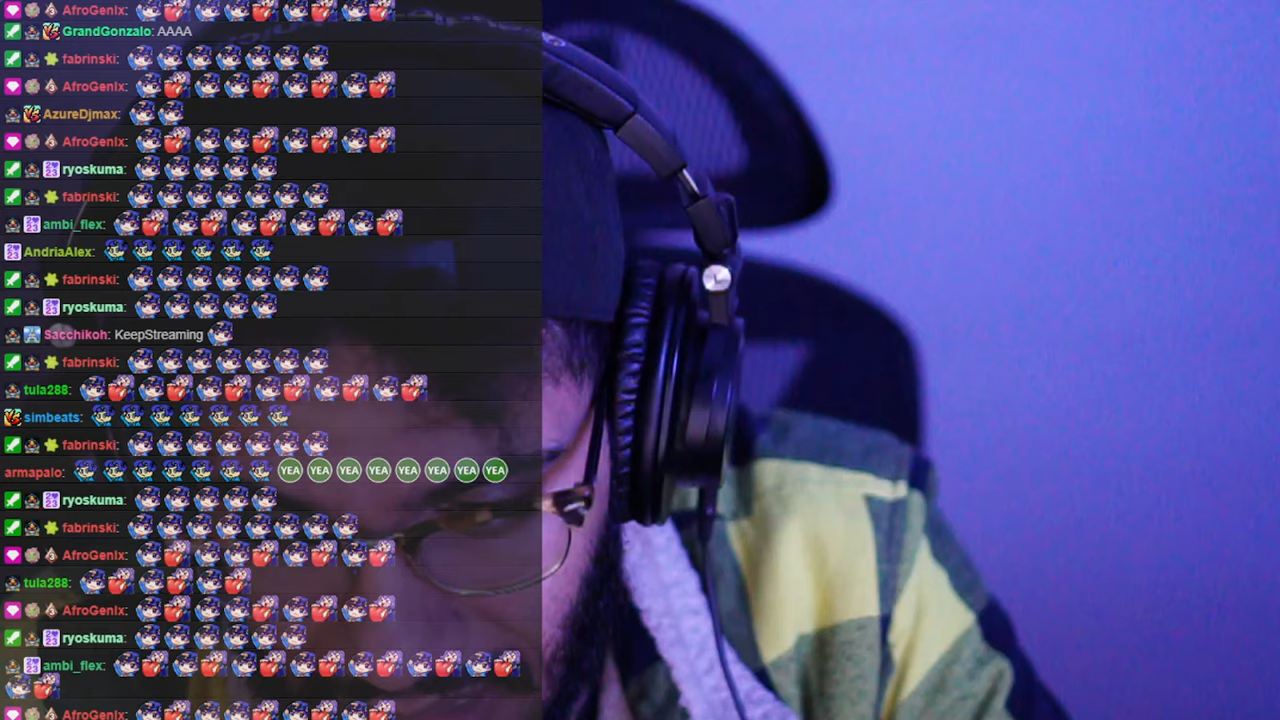 AfroGenIx:
GrandGonzalo: AAAA
fabrinski:
AfroGenIx:
AzureDjmax:
AfroGenIx:
ryoskuma:
fabrinski:
ambi_flex:
AndriaAlex:
fabrinski:
ryoskuma:
Sacchikoh: KeepStreaming
fabrinski:
tula288:
simbeats:
fabrinski:
armapalo: YEA YEA YEA YEA YEA YEA YEA YEA
ryoskuma:
fabrinski:
AfroGenIx:
tula288:
AfroGenIx:
ryoskuma:
ambi_flex:
AfroGenIx: